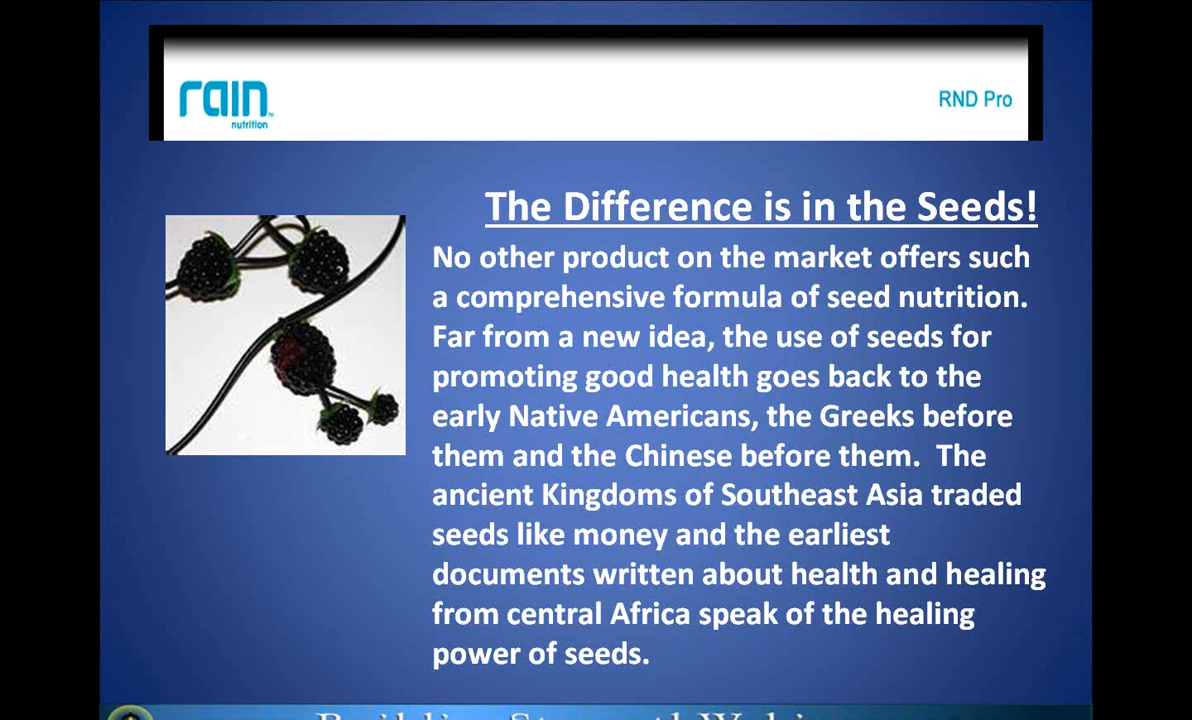 rain
nutrition
RND Pro
The Difference is in the Seeds!
No other product on the market offers such
a comprehensive formula of seed nutrition.
Far from a new idea, the use of seeds for
promoting good health goes back to the
early Native Americans, the Greeks before
them and the Chinese before them. The
ancient Kingdoms of Southeast Asia traded
seeds like money and the earliest
documents written about health and healing
from central Africa speak of the healing
power of seeds.